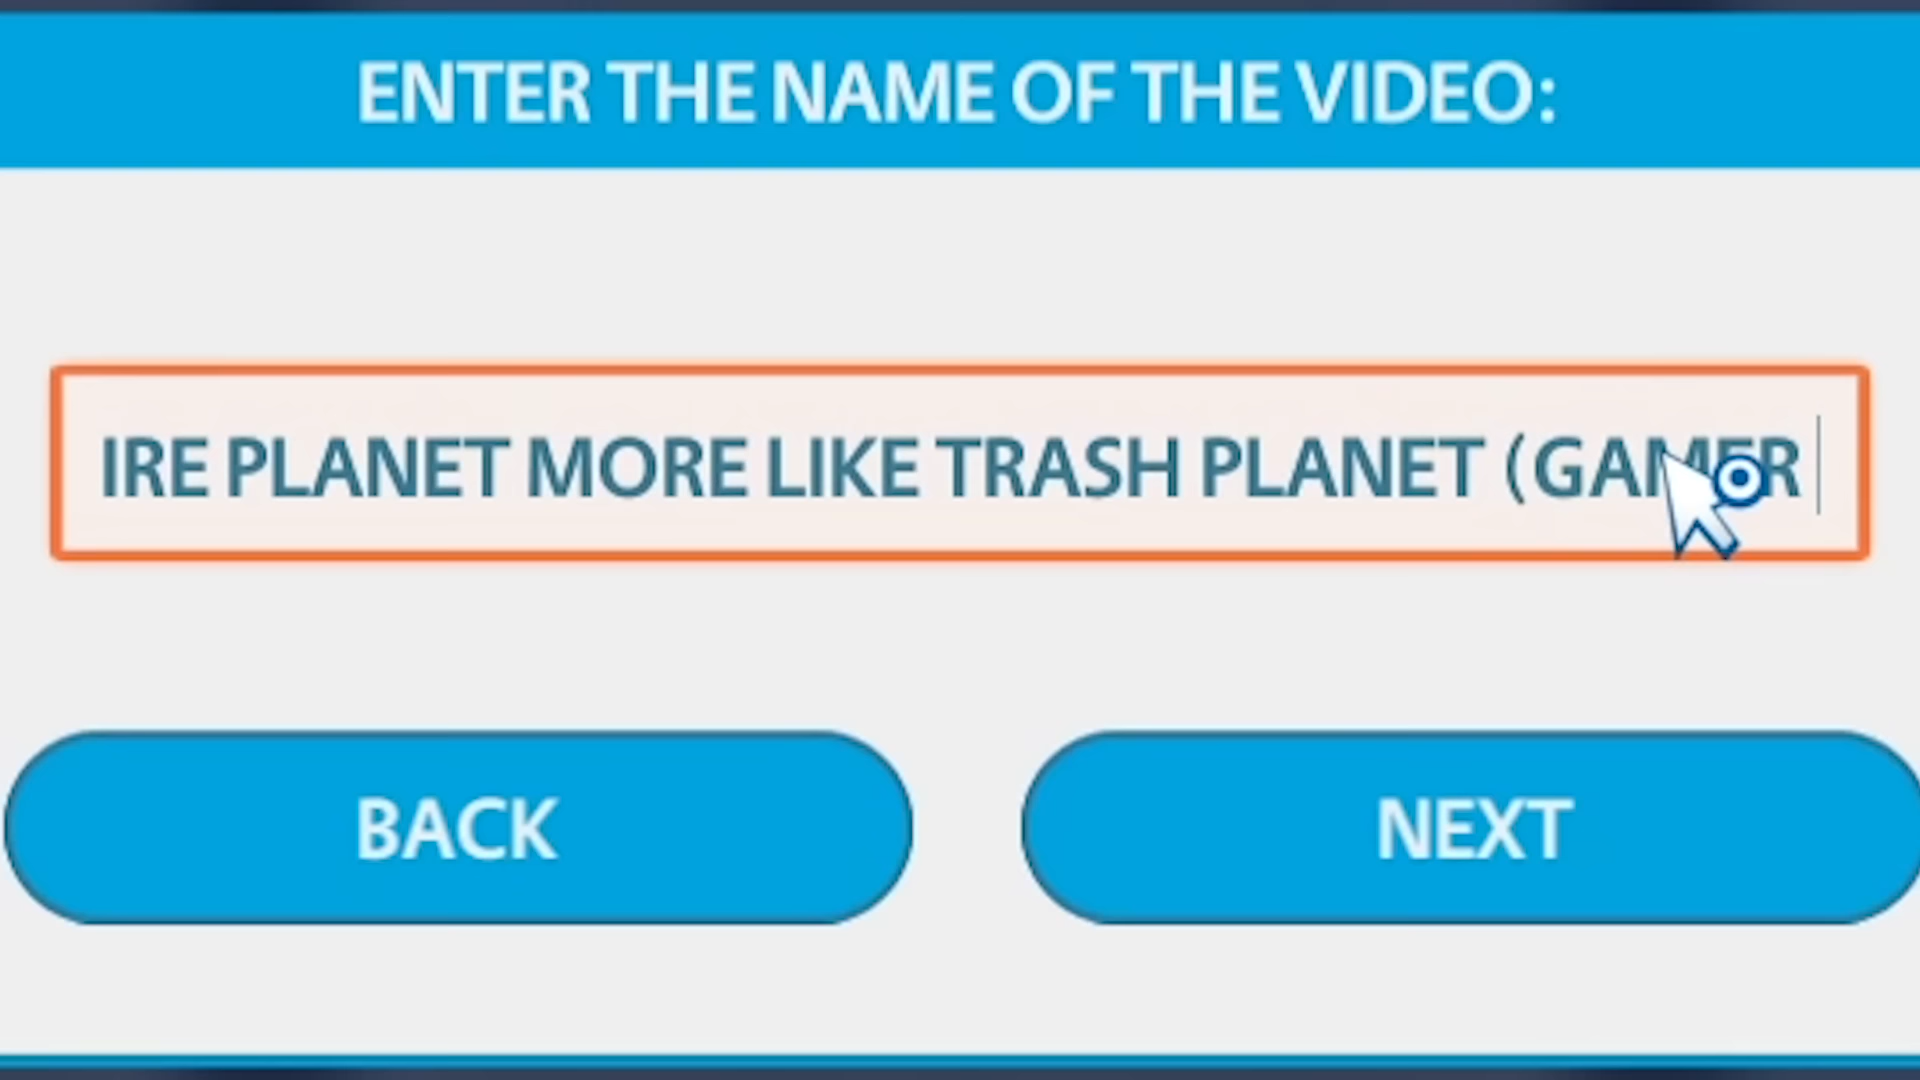 ENTER THE NAME OF THE VIDEO:
IRE PLANET MORE LIKE TRASH PLANET (GAMER
BACK
NEXT